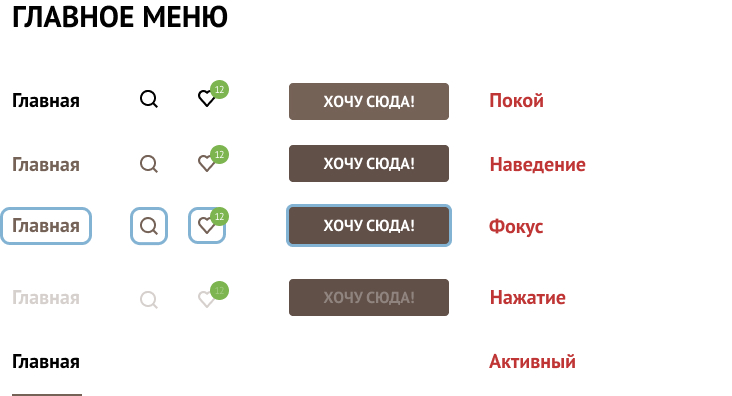 ГЛАВНОЕ МЕНЮ
Главная 12 ХОЧУ СЮДА! Покой
Главная 12 ХОЧУ СЮДА! Наведение
Главная 12 ХОЧУ СЮДА! Фокус
Главная 12 ХОЧУ СЮДА! Нажатие
Главная Активный